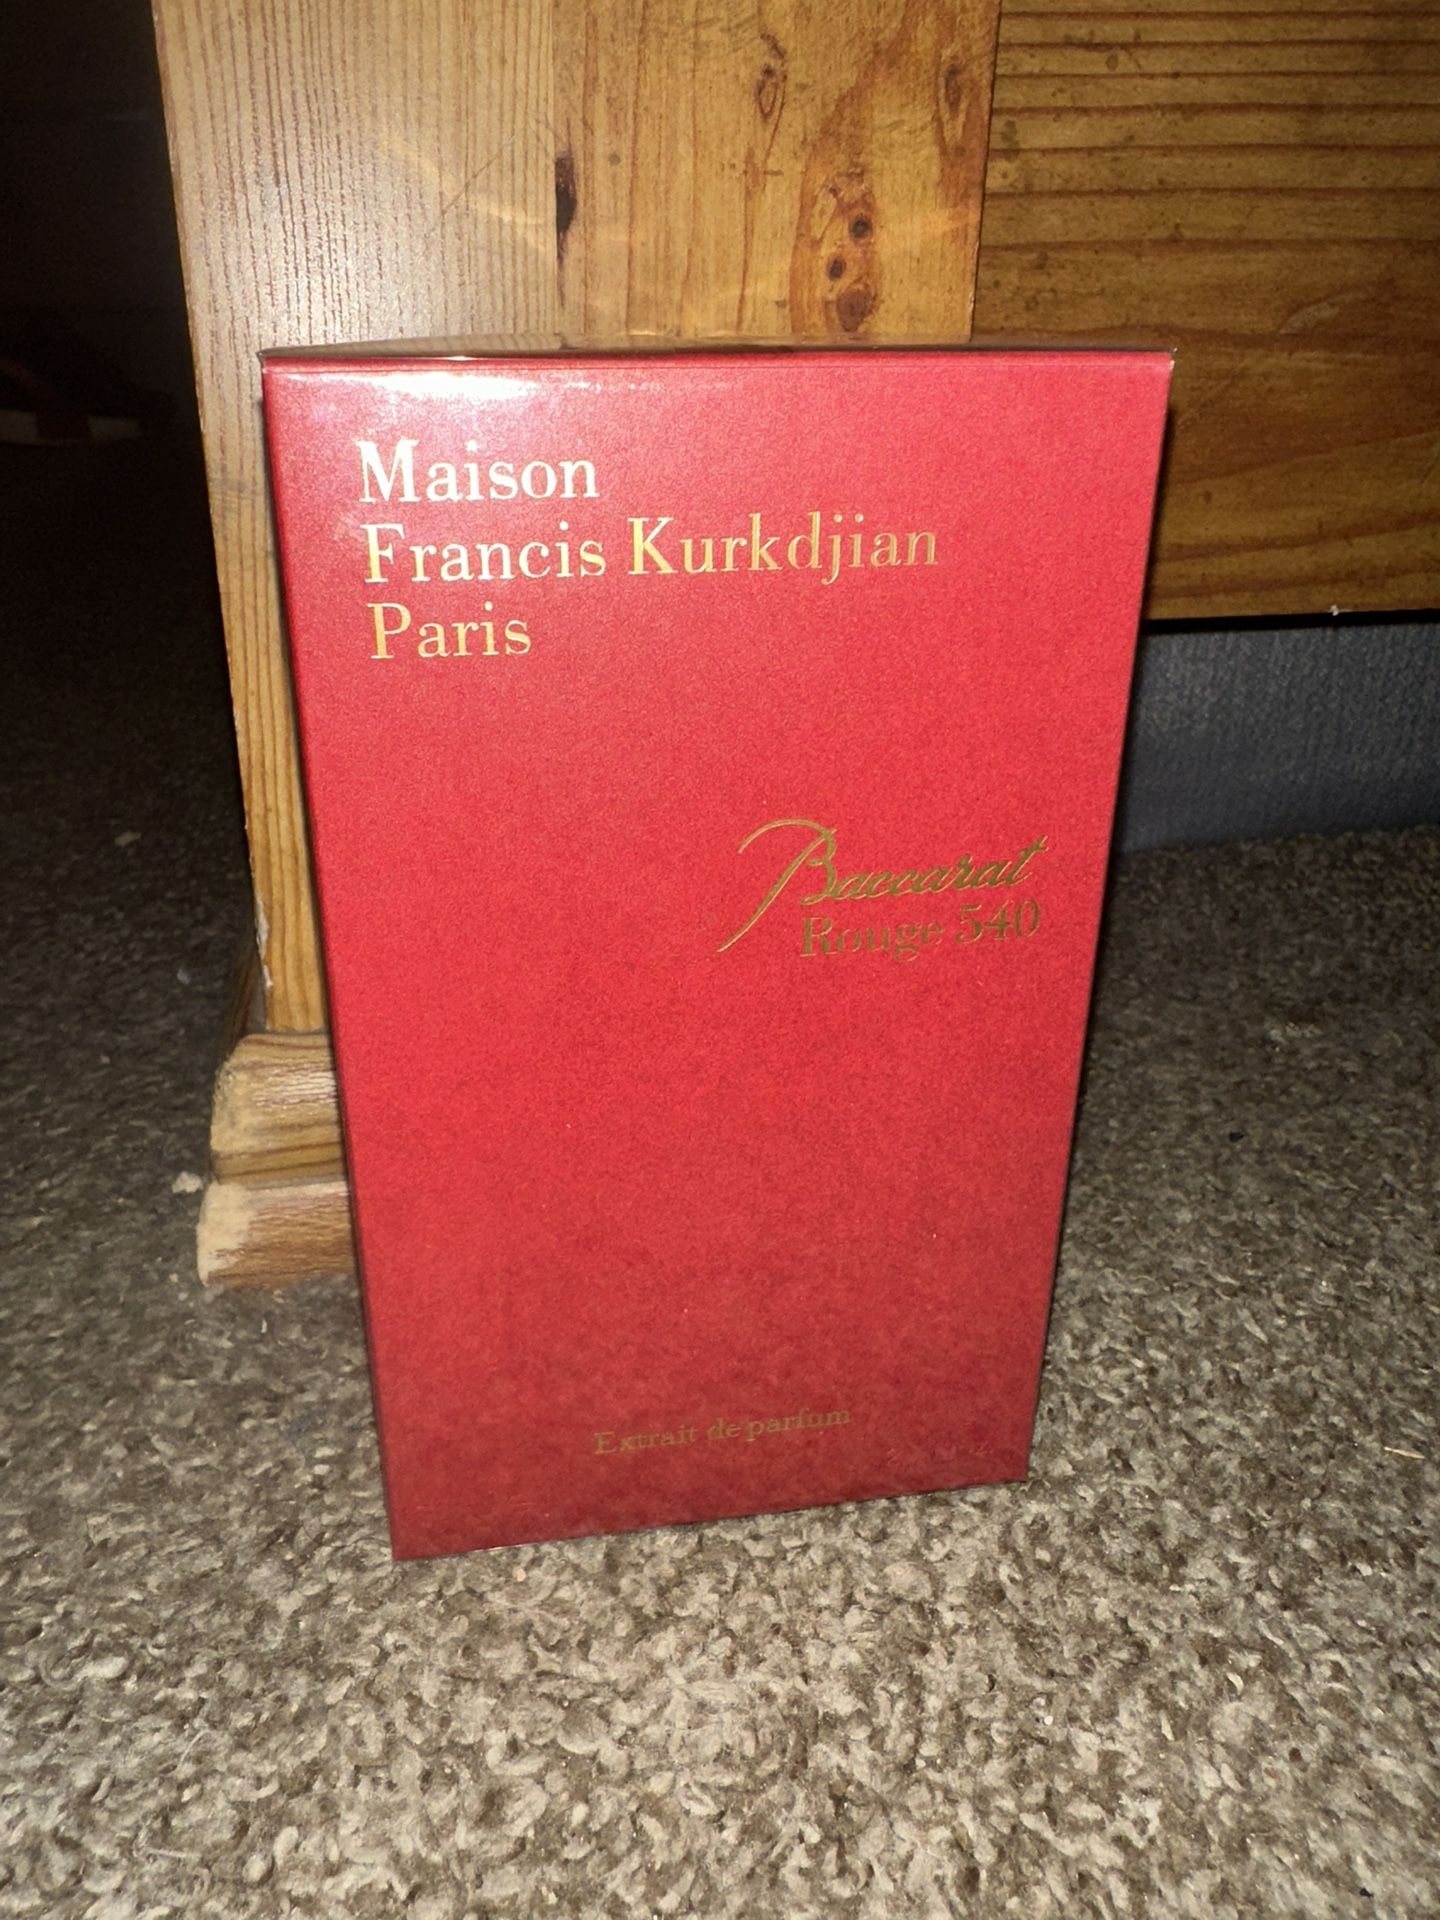 Maison
Francis Kurkdjian
Paris
Baccarat
Rouge 540
Extrait de parfum